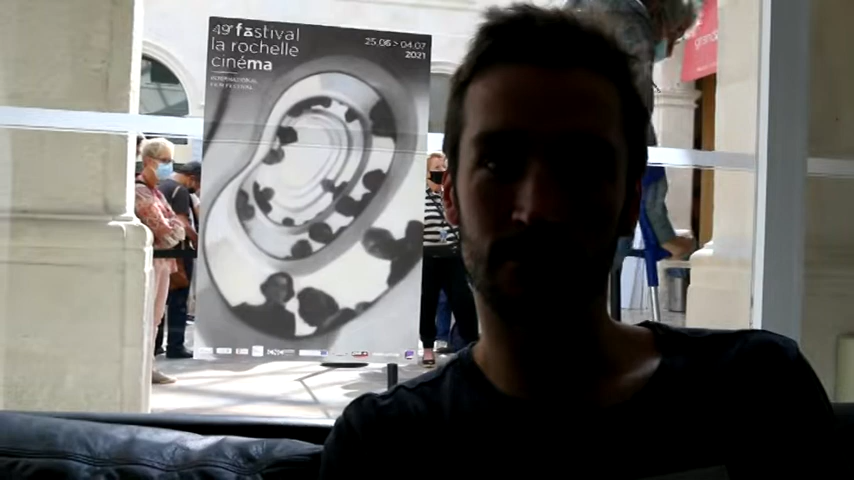 49e festival
la rochelle
cinéma
INTERNATIONAL
FILM FESTIVAL
25.06 > 04.07
2021